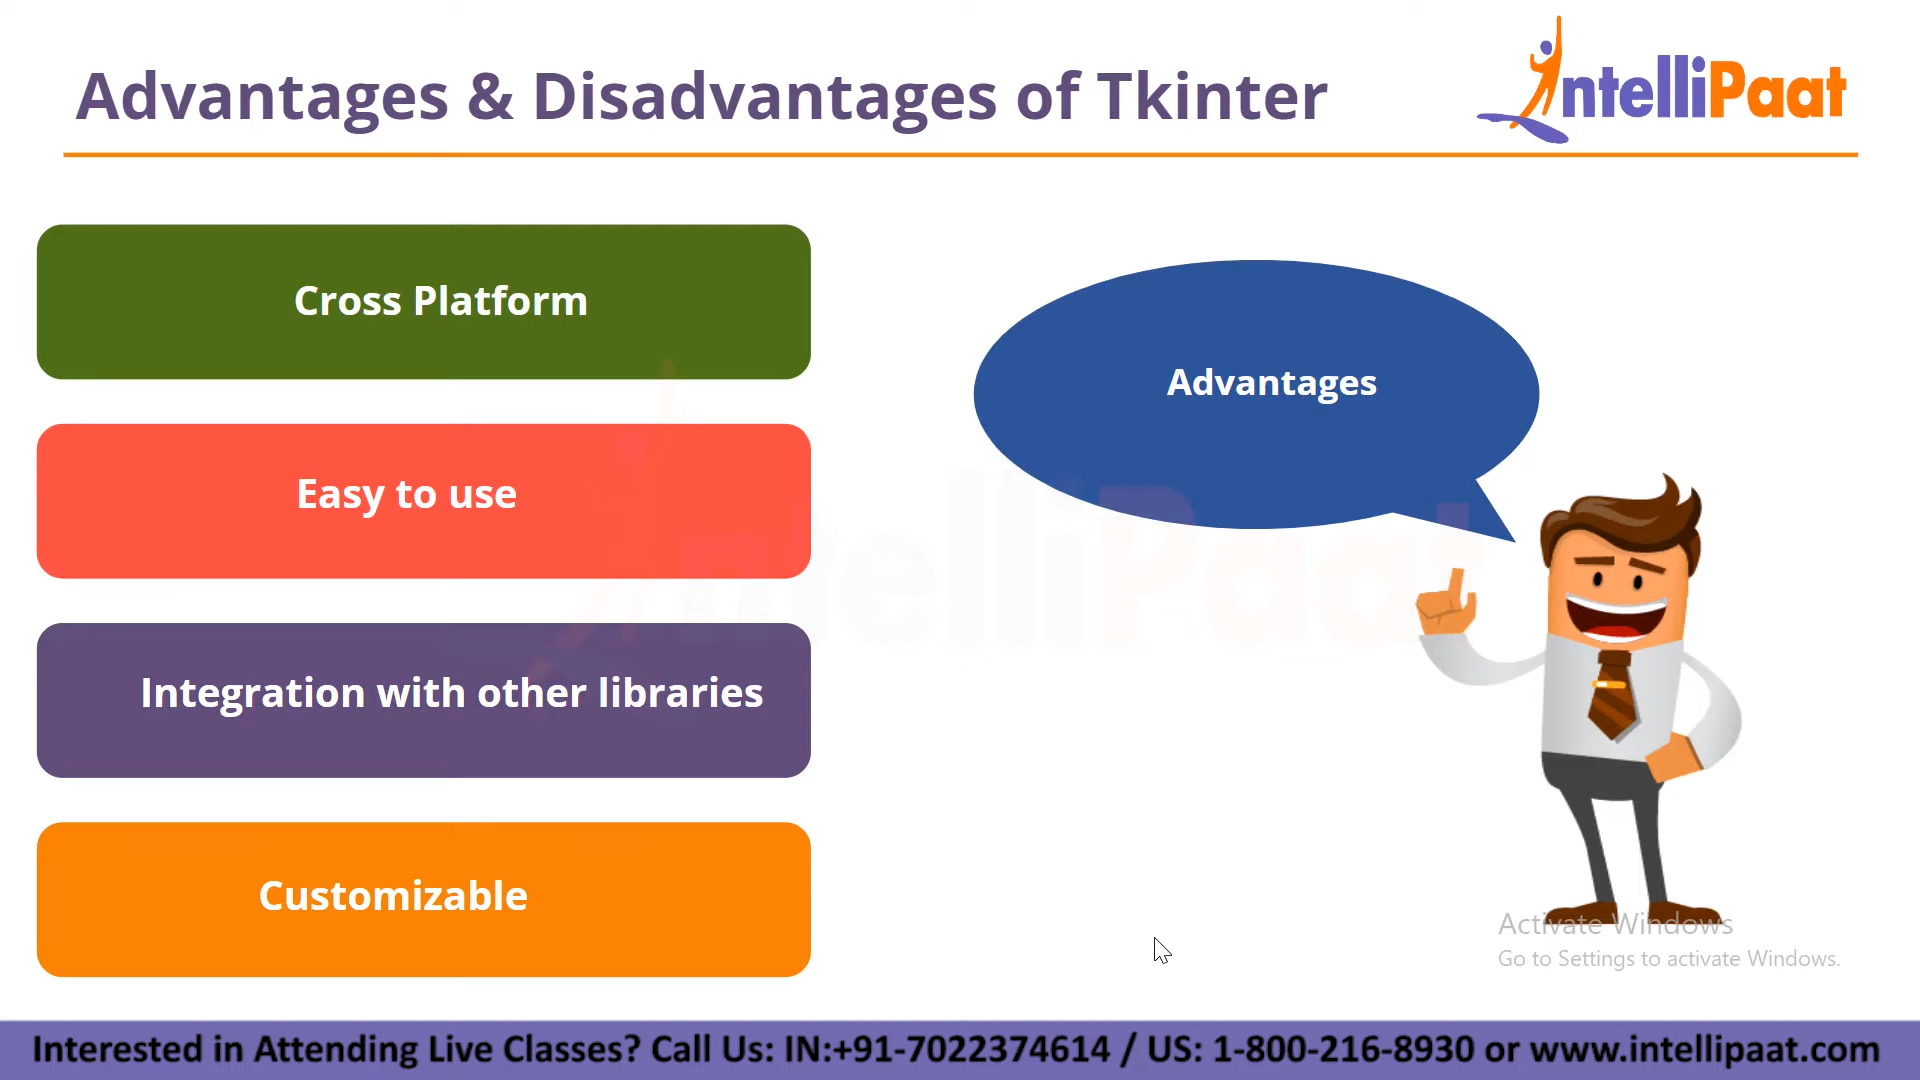 Advantages & Disadvantages of Tkinter
IntelliPaat
Cross Platform
Advantages
Easy to use
IntelliPaat
Integration with other libraries
Customizable
Activate Windows
Go to Settings to activate Windows.
Interested in Attending Live Classes? Call Us: IN:+91-7022374614 / US: 1-800-216-8930 or www.intellipaat.com